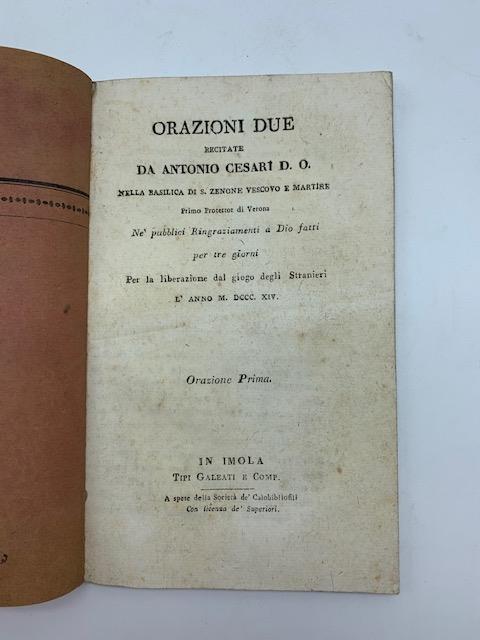 ORAZIONI DUE
RECITATE
DA ANTONIO CESARI D. O.
NELLA BASILICA DI S. ZENONE VESCOVO E MARTIRE
Primo Protettor di Verona
Ne' pubblici Ringraziamenti a Dio fatti
per tre giorni
Per la liberazione dal giogo degli Stranieri
L' ANNO M. DCCC. XIV.
Orazione Prima.
IN IMOLA
TIPI GALEATI E COMP.
A spese della Società de' Calobibliofili
Con licenza de' Superiori.